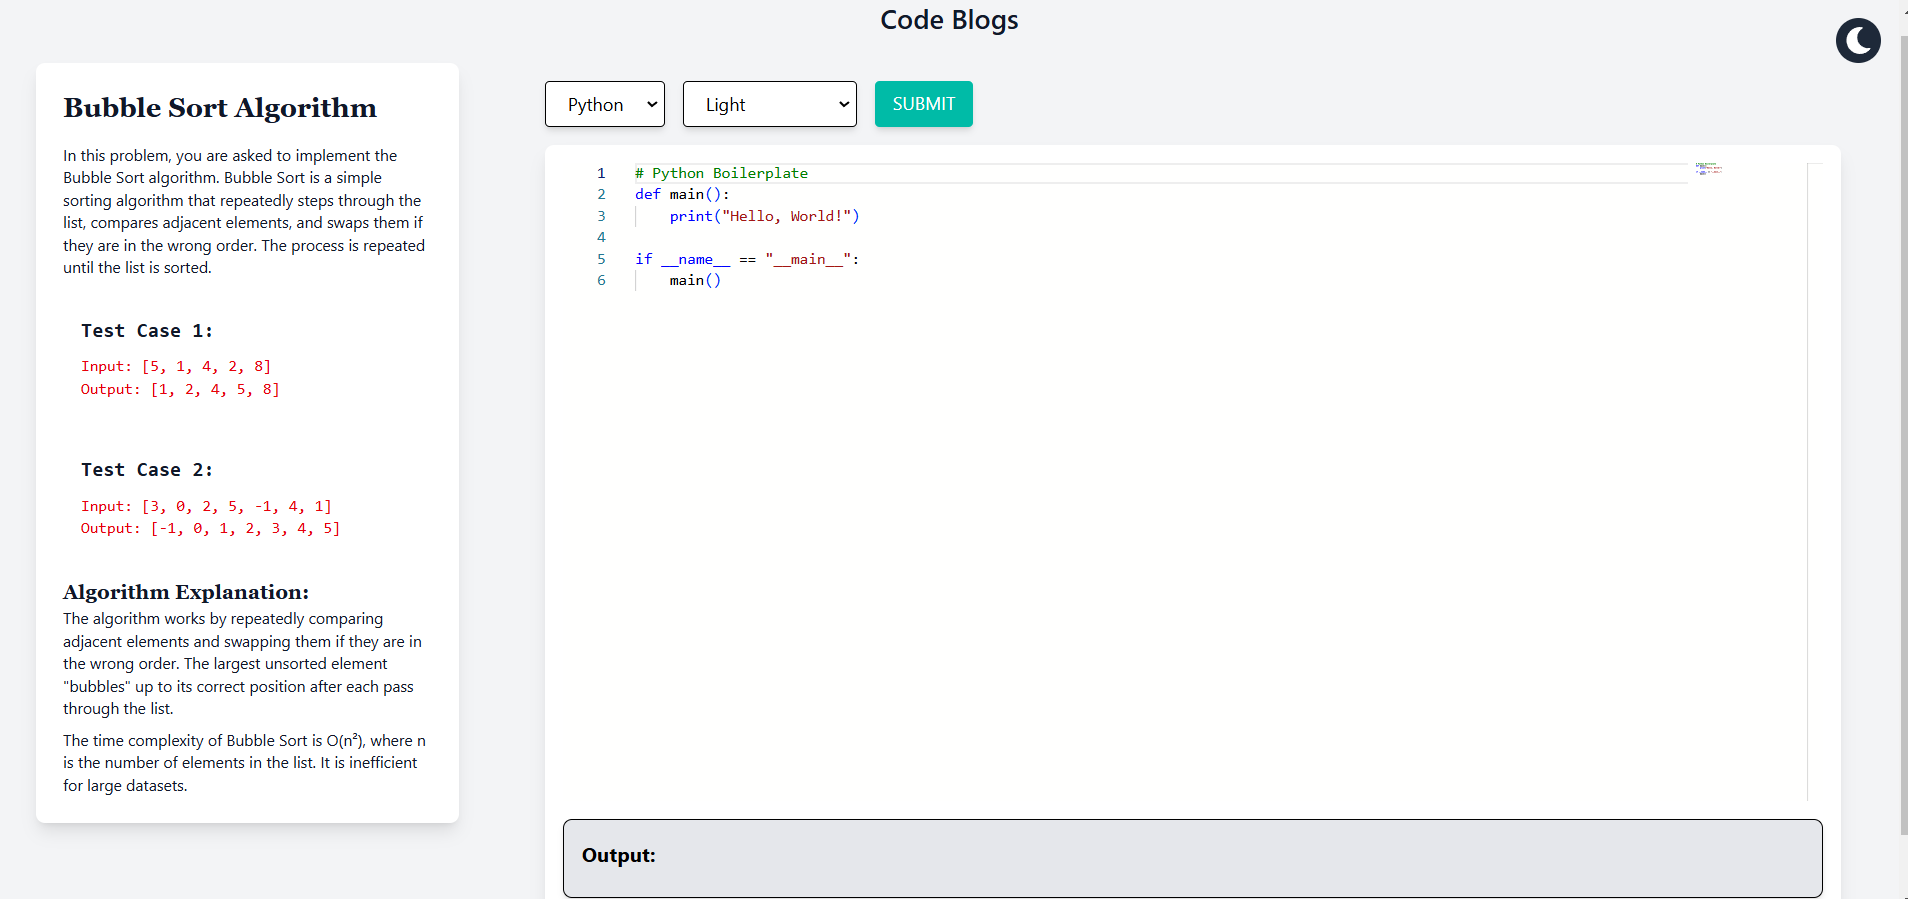 Code Blogs
Bubble Sort Algorithm
In this problem, you are asked to implement the
Bubble Sort algorithm. Bubble Sort is a simple
sorting algorithm that repeatedly steps through the
list, compares adjacent elements, and swaps them if
they are in the wrong order. The process is repeated
until the list is sorted.
Test Case 1:
Input: [5, 1, 4, 2, 8]
Output: [1, 2, 4, 5, 8]
Test Case 2:
Input: [3, 0, 2, 5, -1, 4, 1]
Output: [-1, 0, 1, 2, 3, 4, 5]
Algorithm Explanation:
The algorithm works by repeatedly comparing
adjacent elements and swapping them if they are in
the wrong order. The largest unsorted element
"bubbles" up to its correct position after each pass
through the list.
The time complexity of Bubble Sort is O(n²), where n
is the number of elements in the list. It is inefficient
for large datasets.
Python Light SUBMIT
1 # Python Boilerplate
2 def main():
3     print("Hello, World!")
4
5 if __name__ == "__main__":
6     main()
Output: